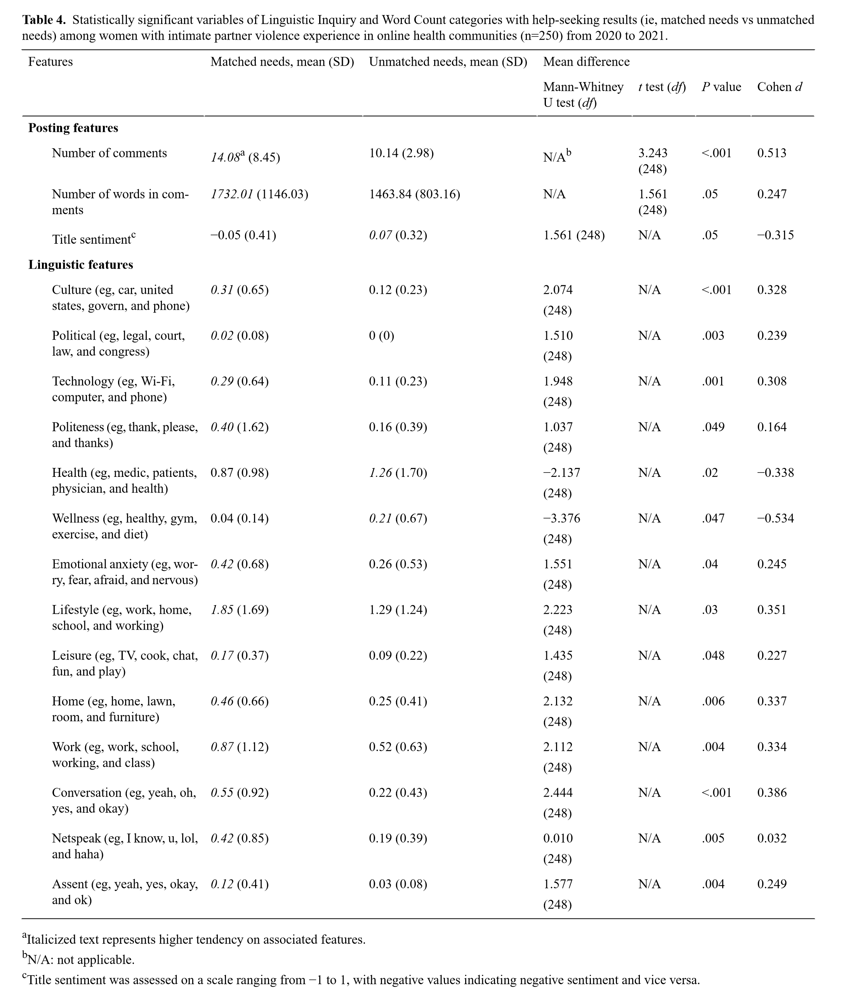 Table 4. Statistically significant variables of Linguistic Inquiry and Word Count categories with help-seeking results (ie, matched needs vs unmatched
needs) among women with intimate partner violence experience in online health communities (n=250) from 2020 to 2021.
Features Matched needs, mean (SD) Unmatched needs, mean (SD) Mean difference
Mann-Whitney t test (df) P value Cohen d
U test (df)
Posting features
Number of comments 14.08a (8.45) 10.14 (2.98) N/Ab 3.243 <.001 0.513
(248)
Number of words in com- 1732.01 (1146.03) 1463.84 (803.16) N/A 1.561 .05 0.247
ments (248)
Title sentimentc −0.05 (0.41) 0.07 (0.32) 1.561 (248) N/A .05 −0.315
Linguistic features
Culture (eg, car, united 0.31 (0.65) 0.12 (0.23) 2.074 N/A <.001 0.328
states, govern, and phone) (248)
Political (eg, legal, court, 0.02 (0.08) 0 (0) 1.510 N/A .003 0.239
law, and congress) (248)
Technology (eg, Wi-Fi, 0.29 (0.64) 0.11 (0.23) 1.948 N/A .001 0.308
computer, and phone) (248)
Politeness (eg, thank, please, 0.40 (1.62) 0.16 (0.39) 1.037 N/A .049 0.164
and thanks) (248)
Health (eg, medic, patients, 0.87 (0.98) 1.26 (1.70) −2.137 N/A .02 −0.338
physician, and health) (248)
Wellness (eg, healthy, gym, 0.04 (0.14) 0.21 (0.67) −3.376 N/A .047 −0.534
exercise, and diet) (248)
Emotional anxiety (eg, wor- 0.42 (0.68) 0.26 (0.53) 1.551 N/A .04 0.245
ry, fear, afraid, and nervous) (248)
Lifestyle (eg, work, home, 1.85 (1.69) 1.29 (1.24) 2.223 N/A .03 0.351
school, and working) (248)
Leisure (eg, TV, cook, chat, 0.17 (0.37) 0.09 (0.22) 1.435 N/A .048 0.227
fun, and play) (248)
Home (eg, home, lawn, 0.46 (0.66) 0.25 (0.41) 2.132 N/A .006 0.337
room, and furniture) (248)
Work (eg, work, school, 0.87 (1.12) 0.52 (0.63) 2.112 N/A .004 0.334
working, and class) (248)
Conversation (eg, yeah, oh, 0.55 (0.92) 0.22 (0.43) 2.444 N/A <.001 0.386
yes, and okay) (248)
Netspeak (eg, I know, u, lol, 0.42 (0.85) 0.19 (0.39) 0.010 N/A .005 0.032
and haha) (248)
Assent (eg, yeah, yes, okay, 0.12 (0.41) 0.03 (0.08) 1.577 N/A .004 0.249
and ok) (248)
aItalicized text represents higher tendency on associated features.
bN/A: not applicable.
cTitle sentiment was assessed on a scale ranging from −1 to 1, with negative values indicating negative sentiment and vice versa.